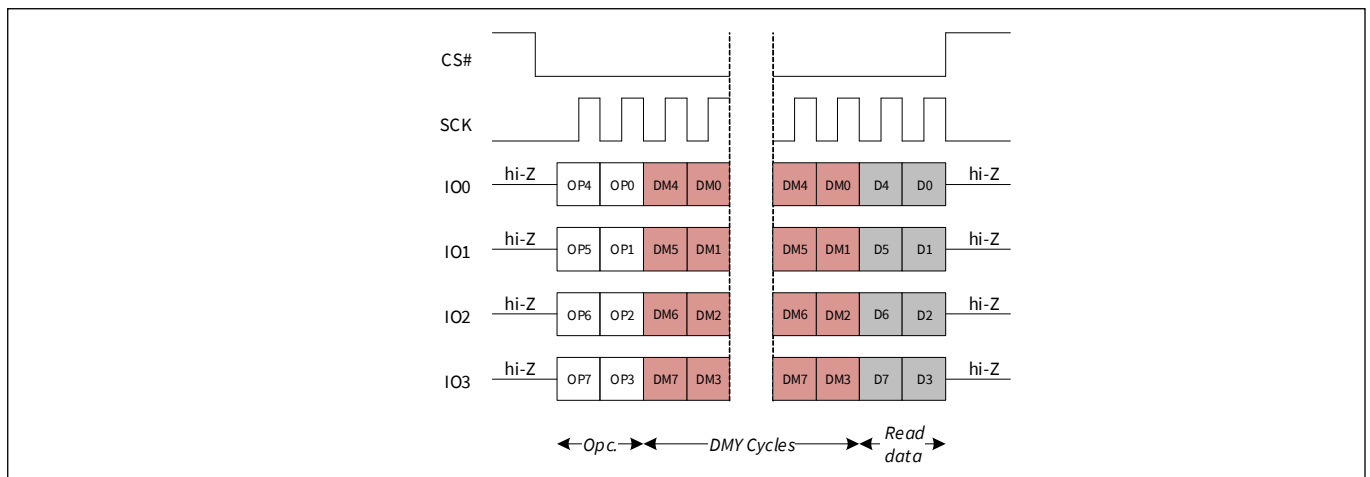 CS#
SCK
IO0 hi-Z OP4 OP0 DM4 DM0 DM4 DM0 D4 D0 hi-Z
IO1 hi-Z OP5 OP1 DM5 DM1 DM5 DM1 D5 D1 hi-Z
IO2 hi-Z OP6 OP2 DM6 DM2 DM6 DM2 D6 D2 hi-Z
IO3 hi-Z OP7 OP3 DM7 DM3 DM7 DM3 D7 D3 hi-Z
Opc. DMY Cycles Read
data